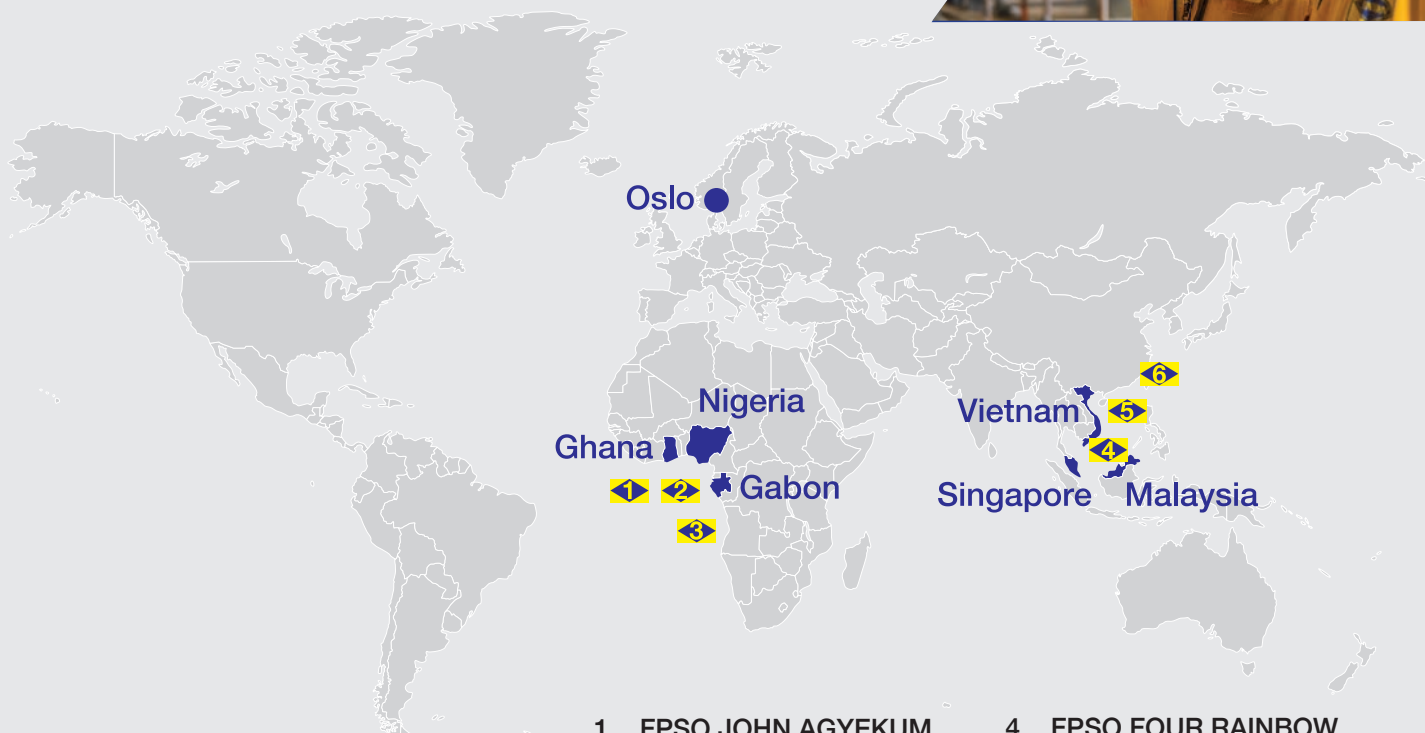 Oslo
6
Nigeria
Vietnam
5
Ghana
4
1
2
Gabon
Singapore
Malaysia
3
1 FPSO JOHN AGYEKUM
4 FPSO FOUR RAINBOW